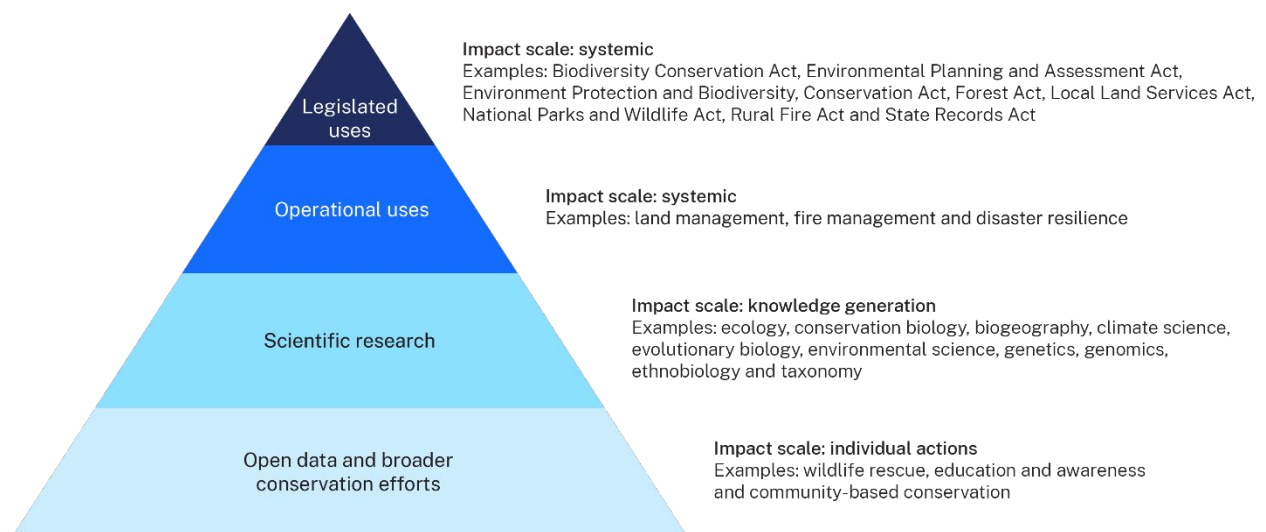 Legislated
uses
Impact scale: systemic
Examples: Biodiversity Conservation Act, Environmental Planning and Assessment Act,
Environment Protection and Biodiversity, Conservation Act, Forest Act, Local Land Services Act,
National Parks and Wildlife Act, Rural Fire Act and State Records Act
Operational uses
Impact scale: systemic
Examples: land management, fire management and disaster resilience
Scientific research
Impact scale: knowledge generation
Examples: ecology, conservation biology, biogeography, climate science,
evolutionary biology, environmental science, genetics, genomics,
ethnobiology and taxonomy
Open data and broader
conservation efforts
Impact scale: individual actions
Examples: wildlife rescue, education and awareness
and community-based conservation